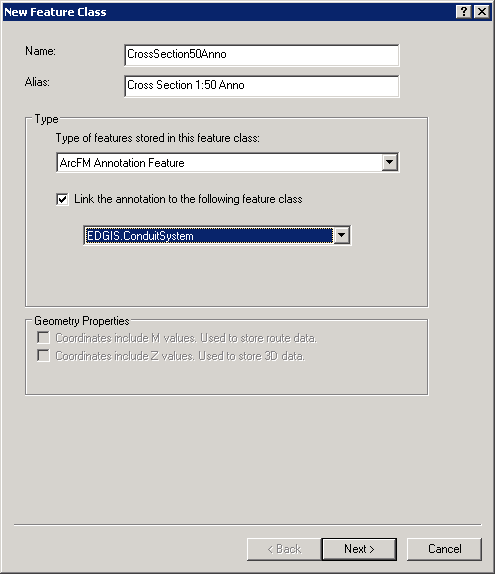 New Feature Class
Name: CrossSection50Anno
Alias: Cross Section 1:50 Anno
Type
Type of features stored in this feature class:
ArcFM Annotation Feature
Link the annotation to the following feature class
EDGIS.ConduitSystem
Geometry Properties
Coordinates include M values. Used to store route data.
Coordinates include Z values. Used to store 3D data.
< Back Next > Cancel